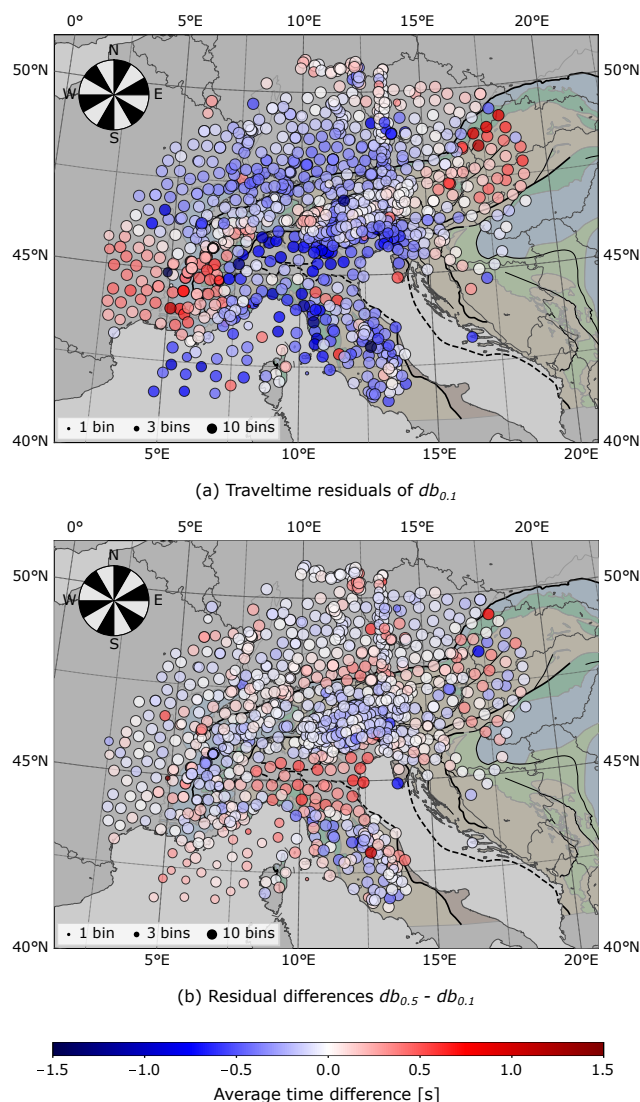 0° 5°E 10°E 15°E 20°E
50°N 50°N
N
W E
S
45°N 45°N
1 bin 3 bins 10 bins
40°N 40°N
5°E 10°E 15°E 20°E
(a) Traveltime residuals of db0.1
0° 5°E 10°E 15°E 20°E
50°N 50°N
N
W E
S
45°N 45°N
1 bin 3 bins 10 bins
40°N 40°N
5°E 10°E 15°E 20°E
(b) Residual differences db0.5 - db0.1
−1.5 −1.0 −0.5 0.0 0.5 1.0 1.5
Average time difference [s]